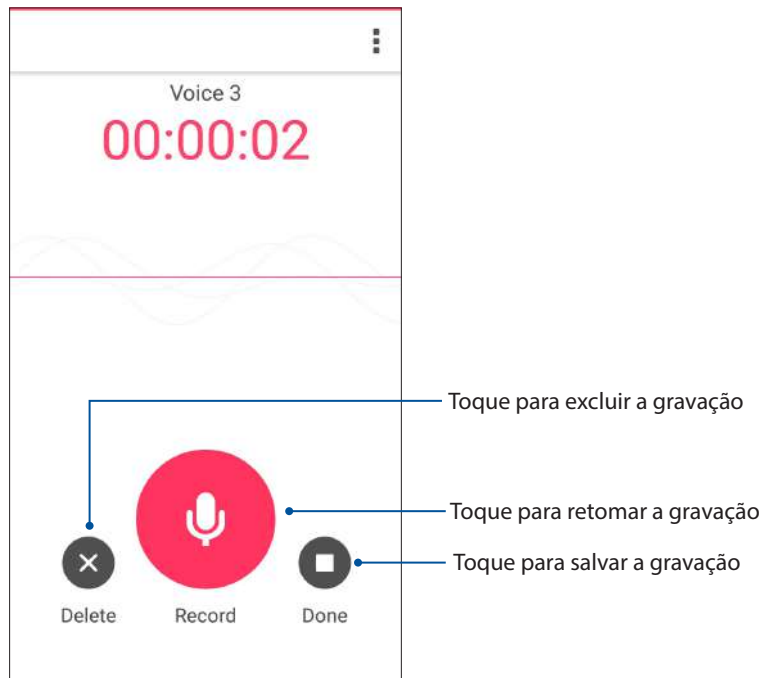 Voice 3
00:00:02
Toque para excluir a gravação
Toque para retomar a gravação
Toque para salvar a gravação
Delete
Record
Done